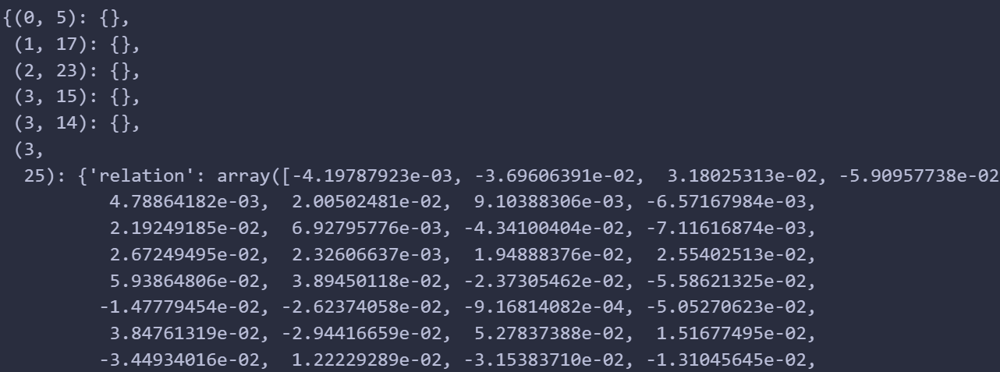 {(0, 5): {},
 (1, 17): {},
 (2, 23): {},
 (3, 15): {},
 (3, 14): {},
 (3,
  25): {'relation': array([-4.19787923e-03, -3.69606391e-02,  3.18025313e-02, -5.90957738e-02
          4.78864182e-03,  2.00502481e-02,  9.10388306e-03, -6.57167984e-03,
          2.19249185e-02,  6.92795776e-03, -4.34100404e-02, -7.11616874e-03,
          2.67249495e-02,  2.32606637e-03,  1.94888376e-02,  2.55402513e-02,
          5.93864806e-02,  3.89450118e-02, -2.37305462e-02, -5.58621325e-02,
         -1.47779454e-02, -2.62374058e-02, -9.16814082e-04, -5.05270623e-02,
          3.84761319e-02, -2.94416659e-02,  5.27837388e-02,  1.51677495e-02,
         -3.44934016e-02,  1.22229289e-02, -3.15383710e-02, -1.31045645e-02,